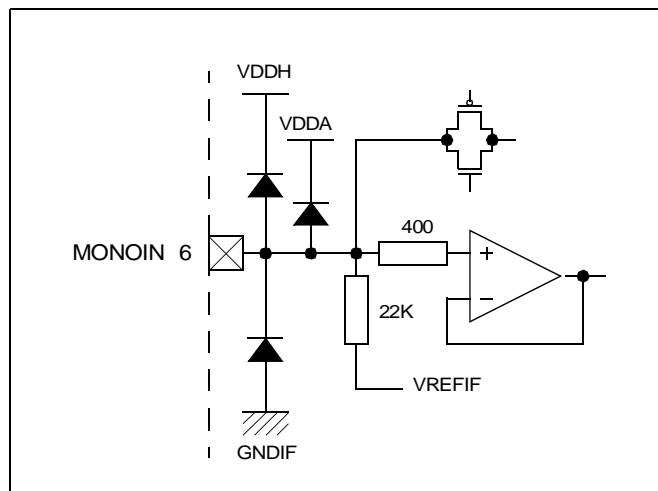 VDDH
VDDA
400
MONOIN 6
+
−
22K
VREFIF
GNDIF